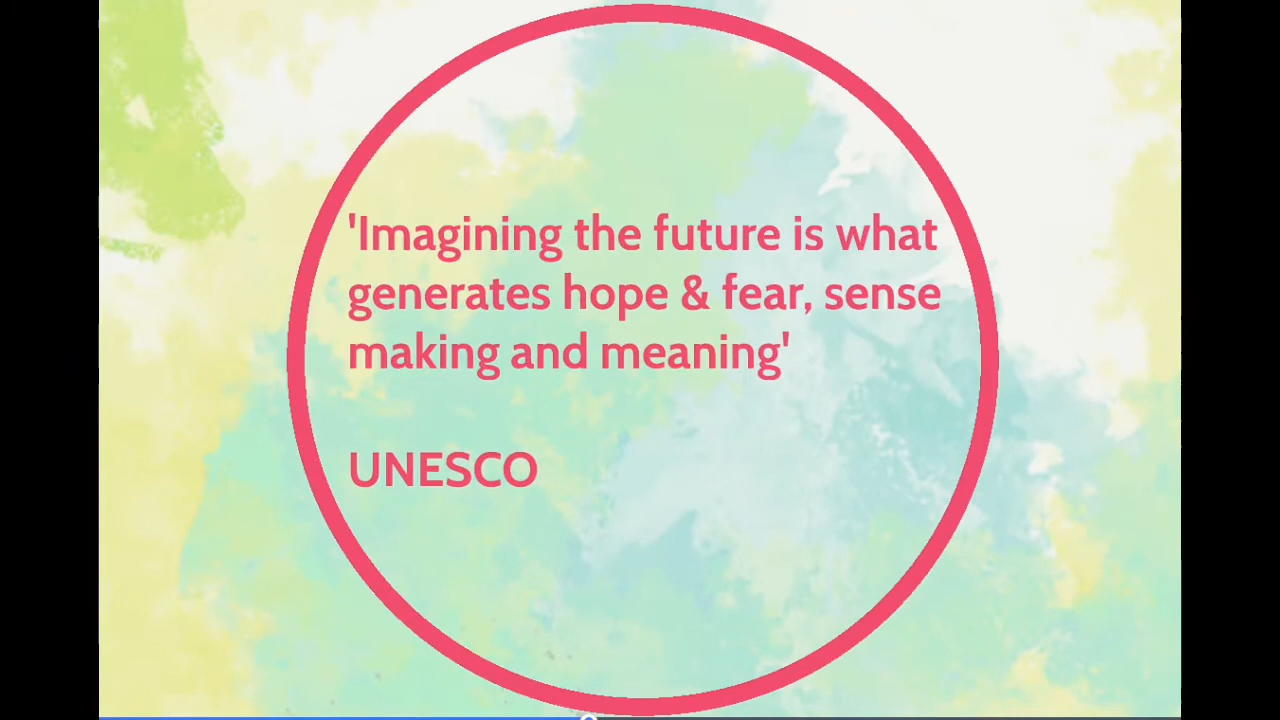 'Imagining the future is what
generates hope & fear, sense
making and meaning'
UNESCO